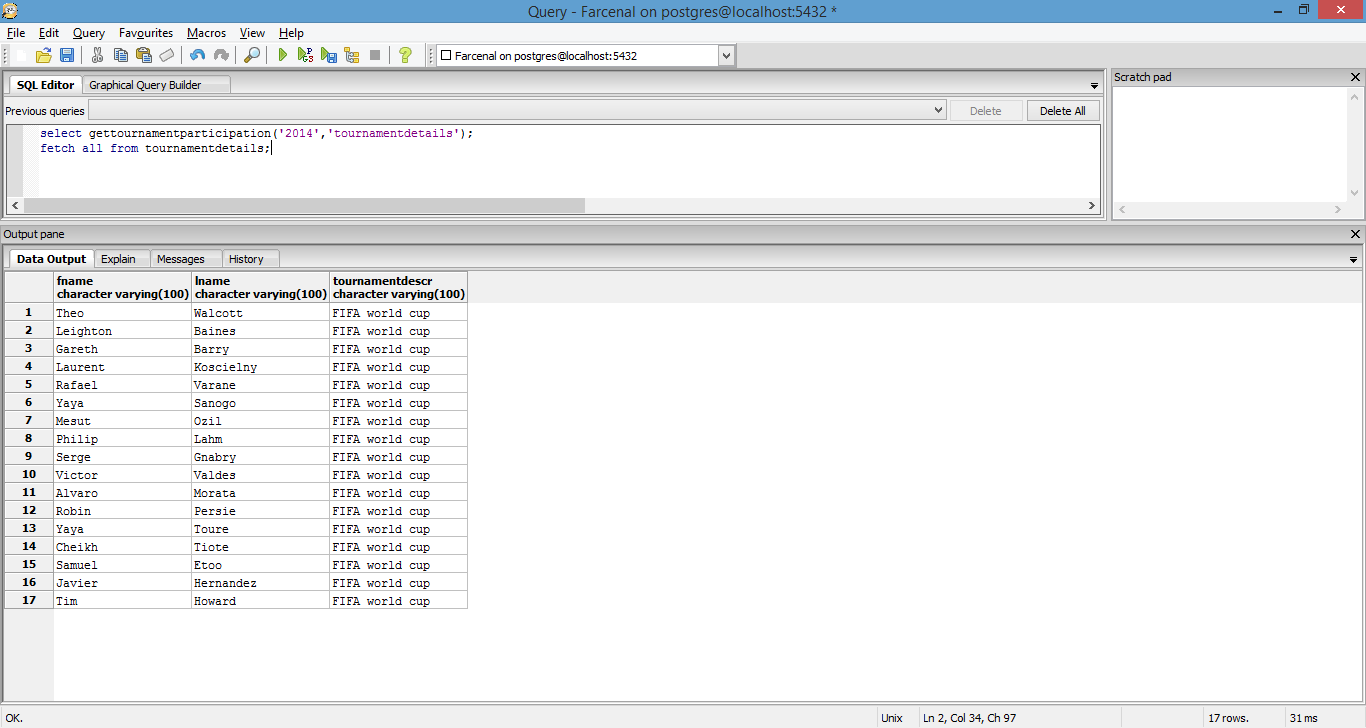 Query - Farcenal on postgres@localhost:5432 *
File Edit Query Favourites Macros View Help
Farcenal on postgres@localhost:5432
SQL Editor Graphical Query Builder
Scratch pad
Previous queries Delete Delete All
select gettournamentparticipation('2014','tournamentdetails');
fetch all from tournamentdetails;
Output pane
Data Output Explain Messages History
fname lname tournamentdescr
character varying(100) character varying(100) character varying(100)
1 Theo Walcott FIFA world cup
2 Leighton Baines FIFA world cup
3 Gareth Barry FIFA world cup
4 Laurent Koscielny FIFA world cup
5 Rafael Varane FIFA world cup
6 Yaya Sanogo FIFA world cup
7 Mesut Ozil FIFA world cup
8 Philip Lahm FIFA world cup
9 Serge Gnabry FIFA world cup
10 Victor Valdes FIFA world cup
11 Alvaro Morata FIFA world cup
12 Robin Persie FIFA world cup
13 Yaya Toure FIFA world cup
14 Cheikh Tiote FIFA world cup
15 Samuel Etoo FIFA world cup
16 Javier Hernandez FIFA world cup
17 Tim Howard FIFA world cup
OK. Unix Ln 2, Col 34, Ch 97 17 rows. 31 ms